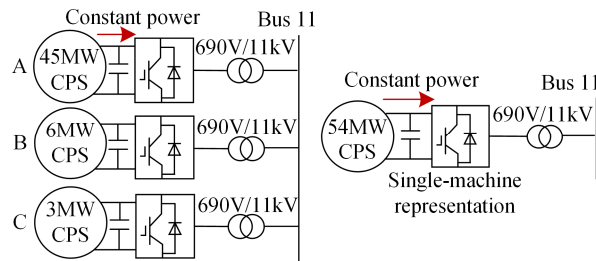 Constant power
Bus 11
A
45MW
CPS
690V/11kV
B
6MW
CPS
690V/11kV
C
3MW
CPS
690V/11kV
Constant power
Bus 11
54MW
CPS
690V/11kV
Single-machine
representation